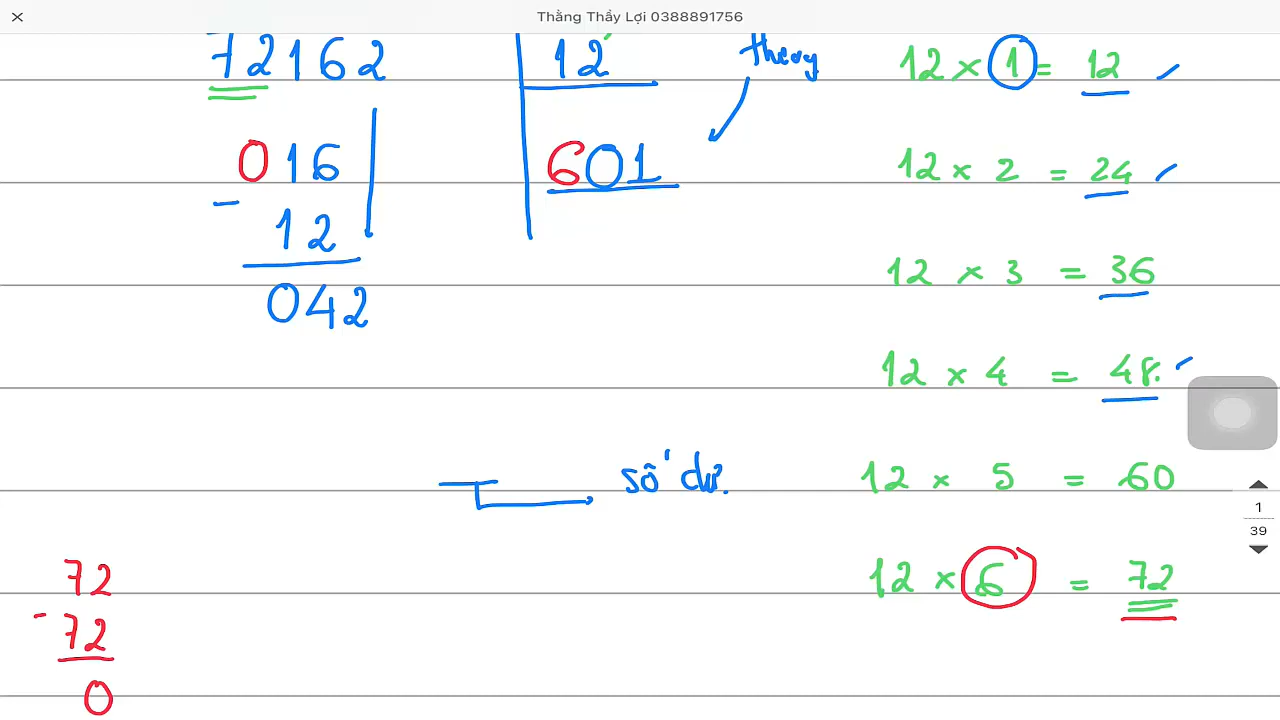 Thằng Thầy Lợi 0388891756
72162 12
601
016
- 12
042
thương
12 × 1 = 12
12 × 2 = 24
12 × 3 = 36
12 × 4 = 48.
12 × 5 = 60
12 × 6 = 72
số dư.
72
- 72
0
1
39